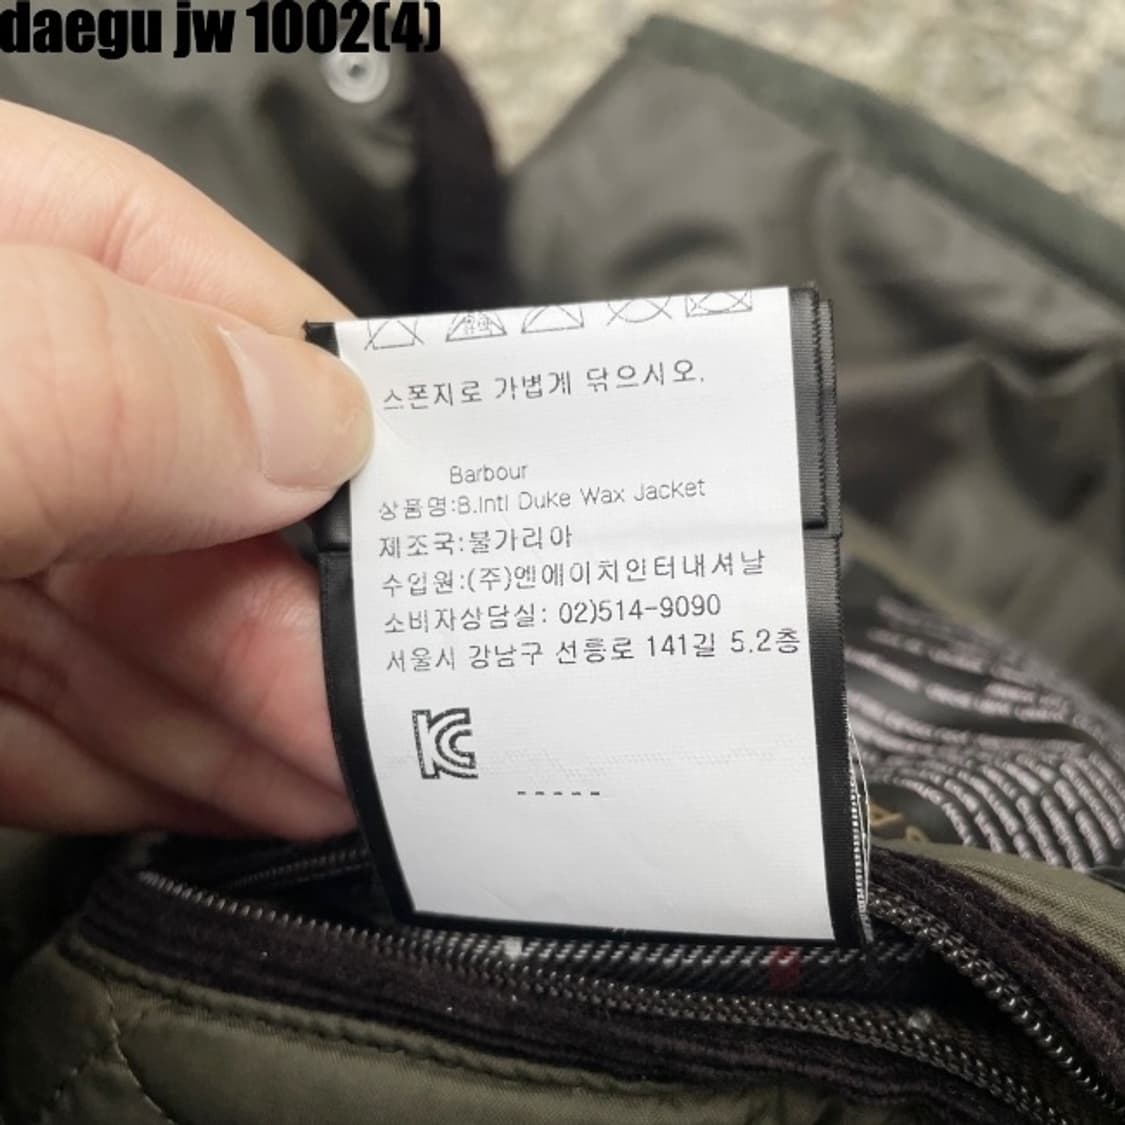 daegu jw 1002(4)
스폰지로 가볍게 닦으시오.
Barbour
상품명:B.Intl Duke Wax Jacket
제조국:불가리아
수입원:(주)엔에이치인터내셔날
소비자상담실: 02)514-9090
서울시 강남구 선릉로 141길 5.2층
KC
-----